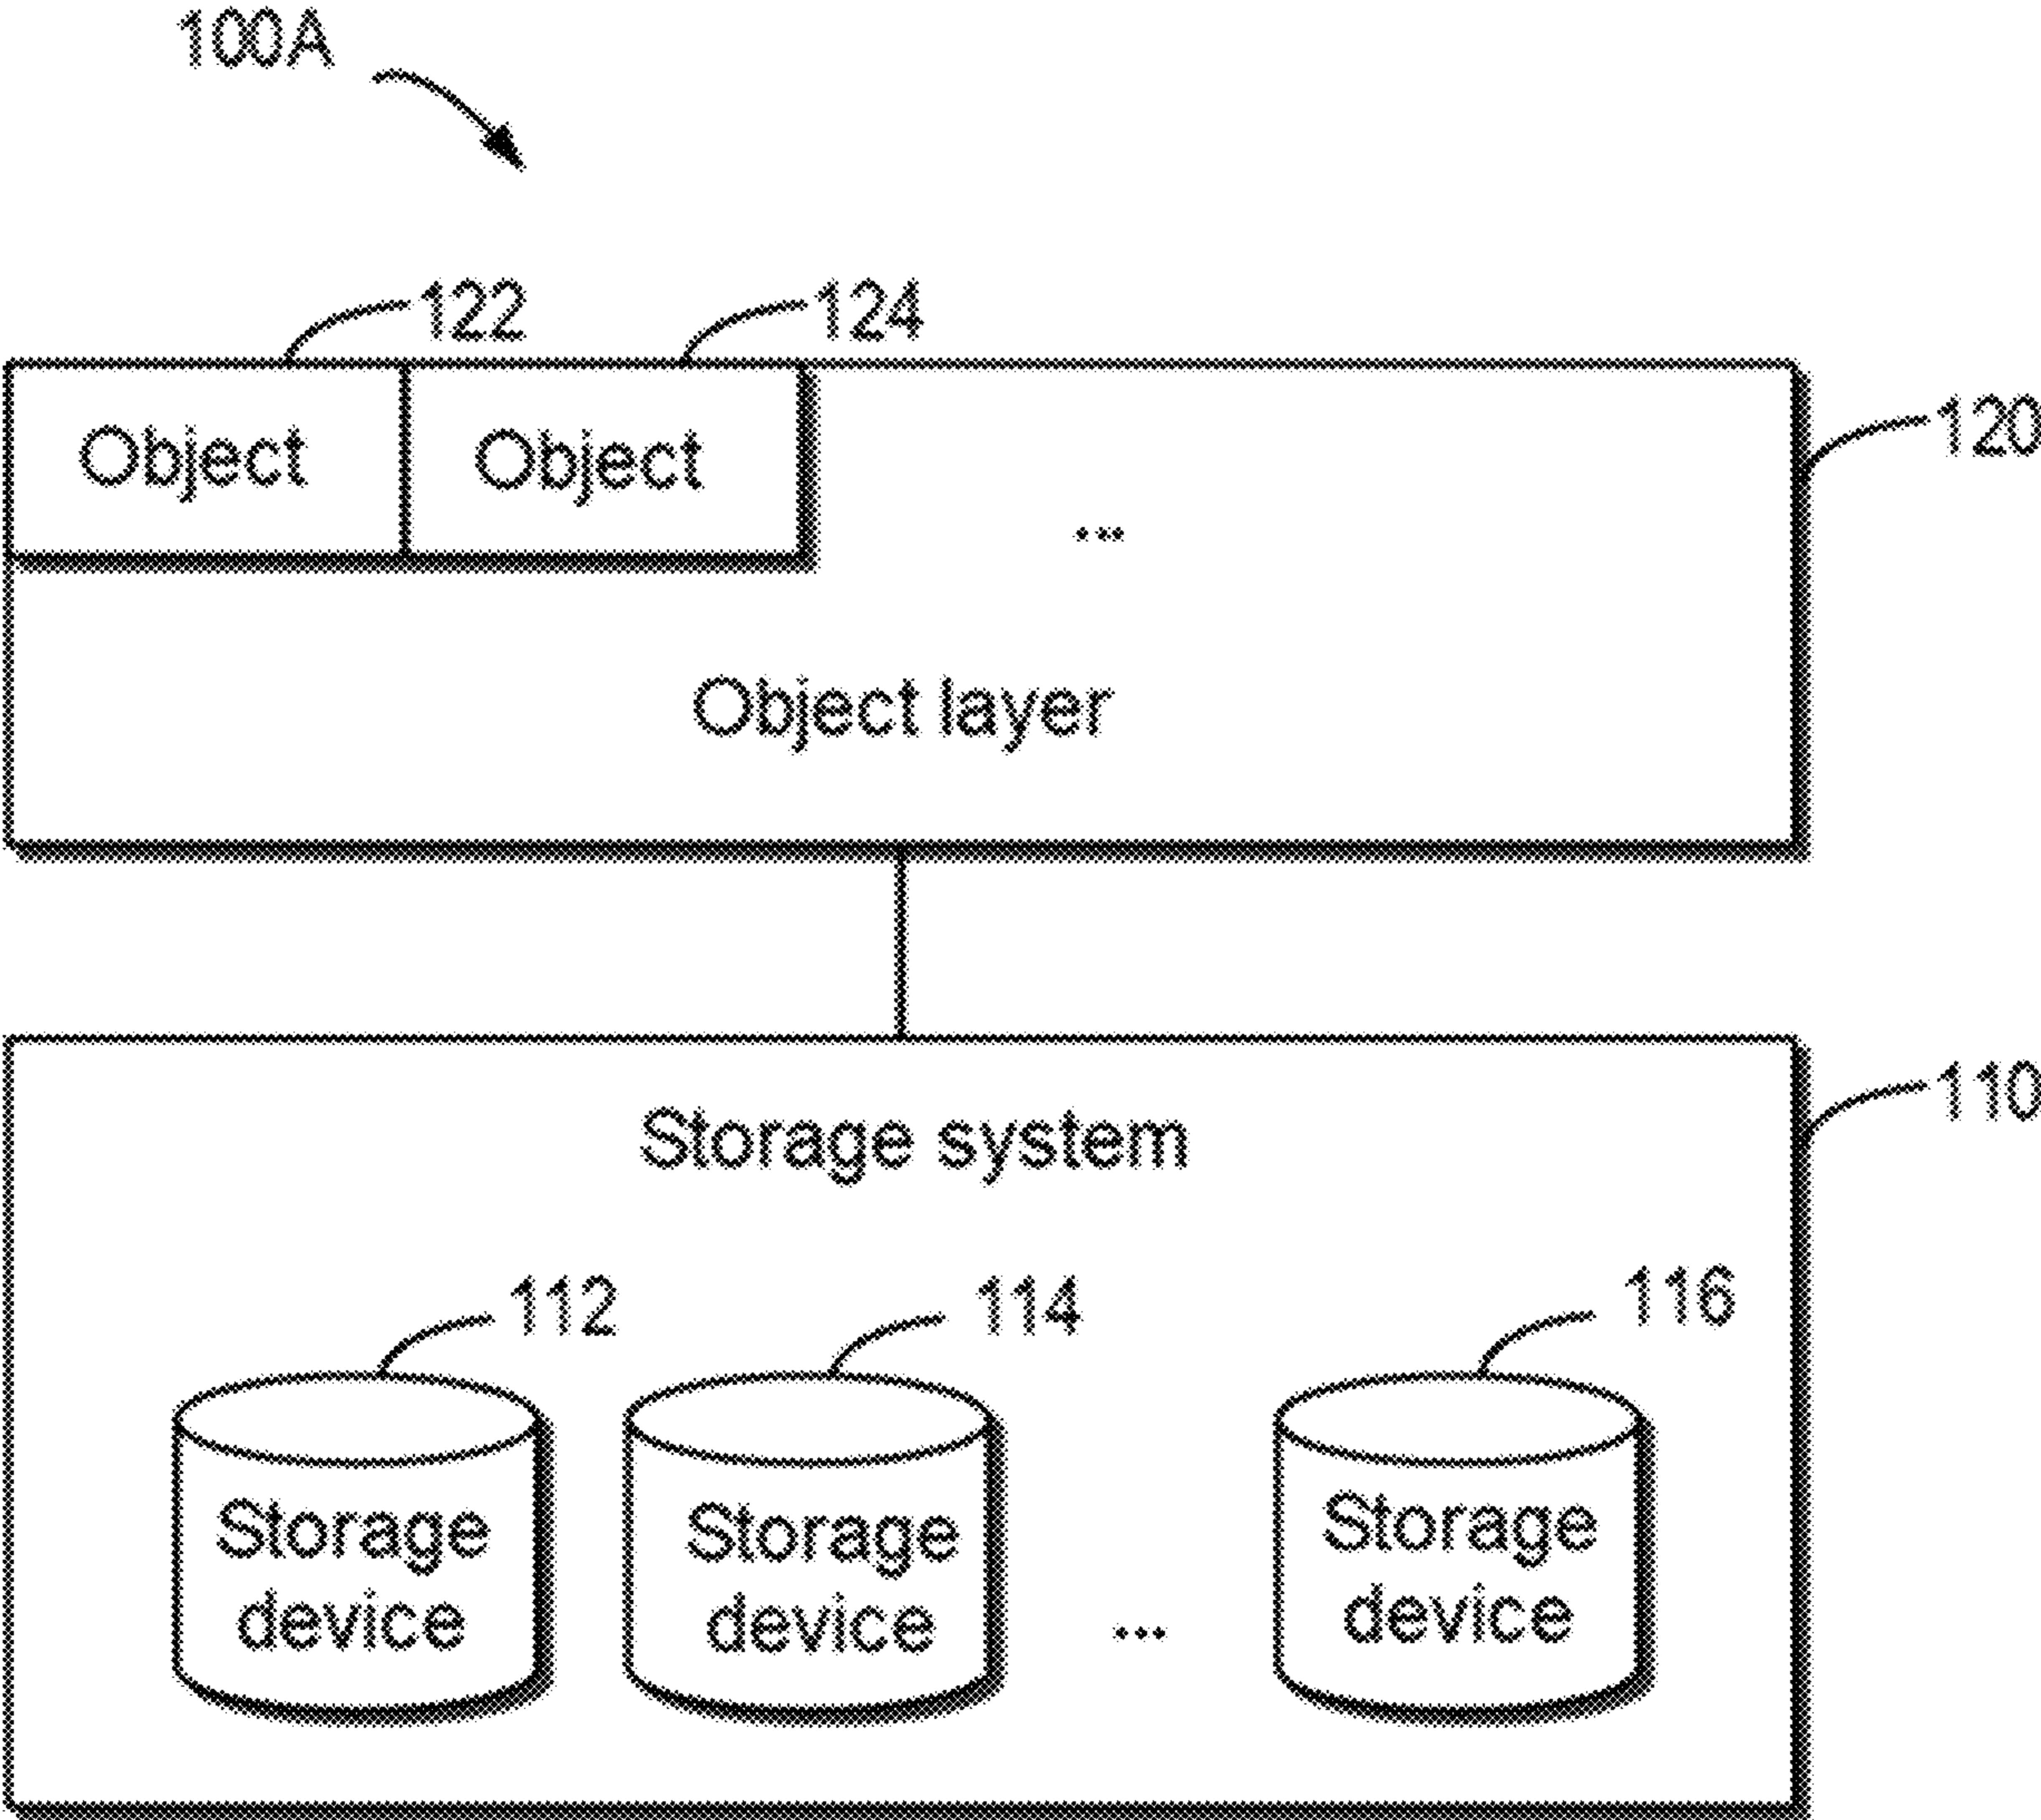 100A
122 124
Object Object 120
...
Object layer
110
Storage system
112 114 116
Storage Storage Storage
device device ... device